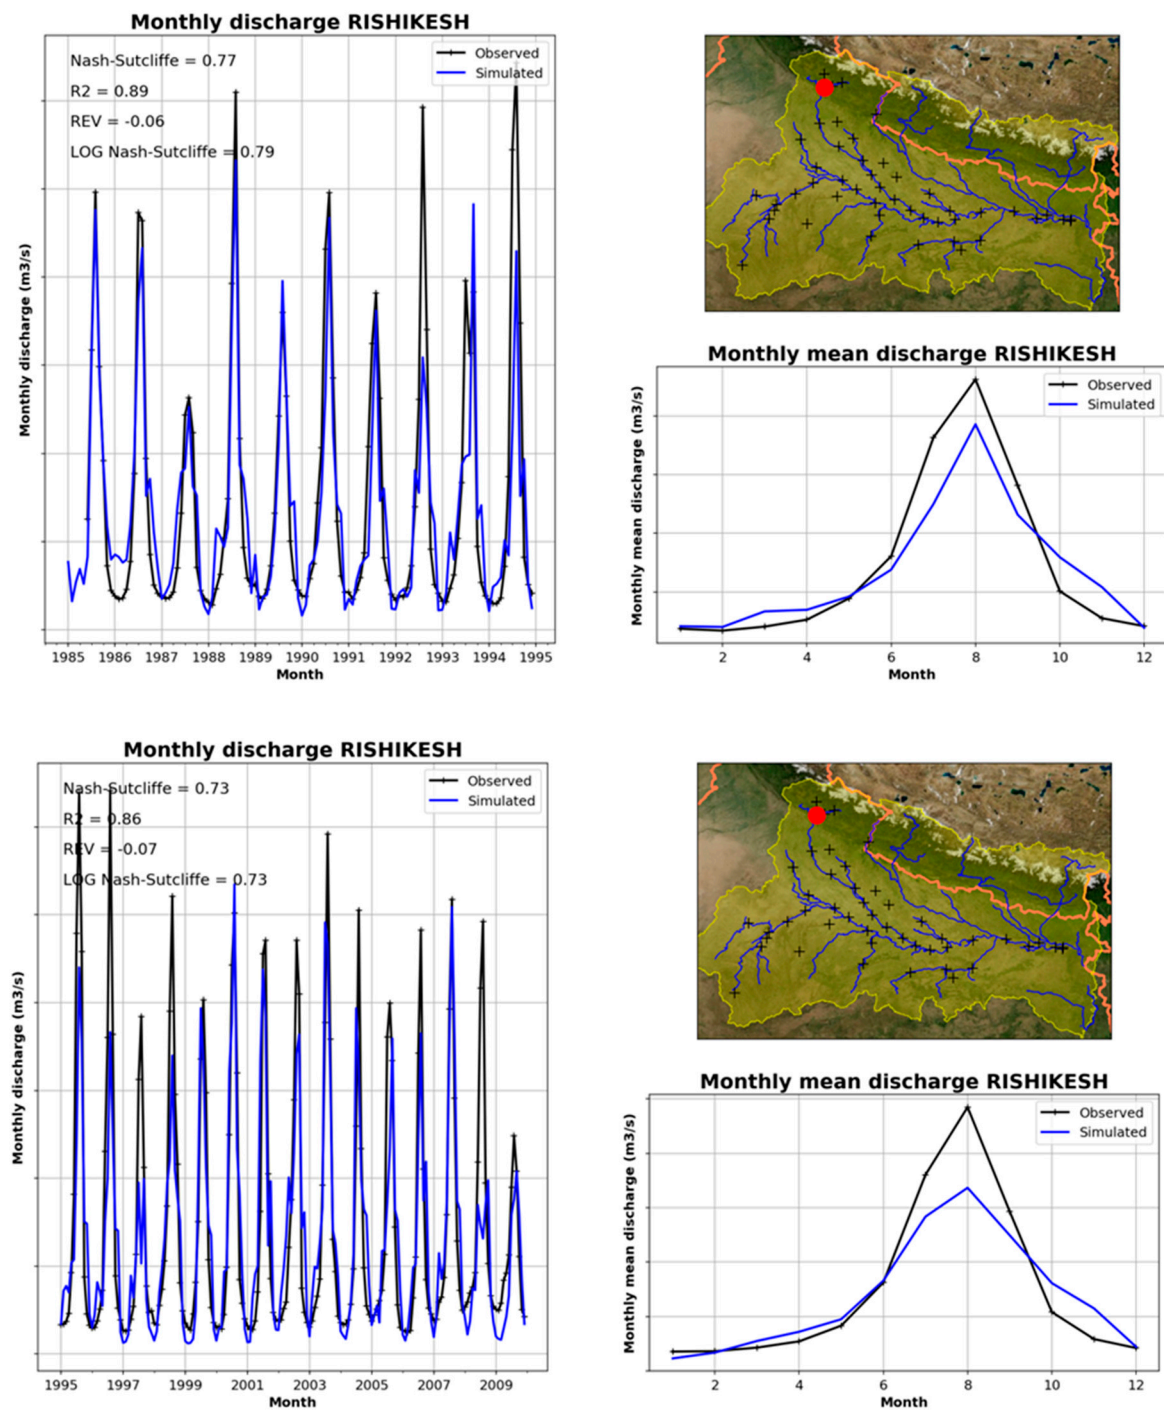 Monthly discharge RISHIKESH
Nash-Sutcliffe = 0.77
R2 = 0.89
REV = -0.06
LOG Nash-Sutcliffe = 0.79
Observed
Simulated
Monthly discharge (m3/s)
1985 1986 1987 1988 1989 1990 1991 1992 1993 1994 1995
Month
Monthly mean discharge RISHIKESH
Observed
Simulated
Monthly mean discharge (m3/s)
2 4 6 8 10 12
Month
Monthly discharge RISHIKESH
Nash-Sutcliffe = 0.73
R2 = 0.86
REV = -0.07
LOG Nash-Sutcliffe = 0.73
Observed
Simulated
Monthly discharge (m3/s)
1995 1997 1999 2001 2003 2005 2007 2009
Month
Monthly mean discharge RISHIKESH
Observed
Simulated
Monthly mean discharge (m3/s)
2 4 6 8 10 12
Month